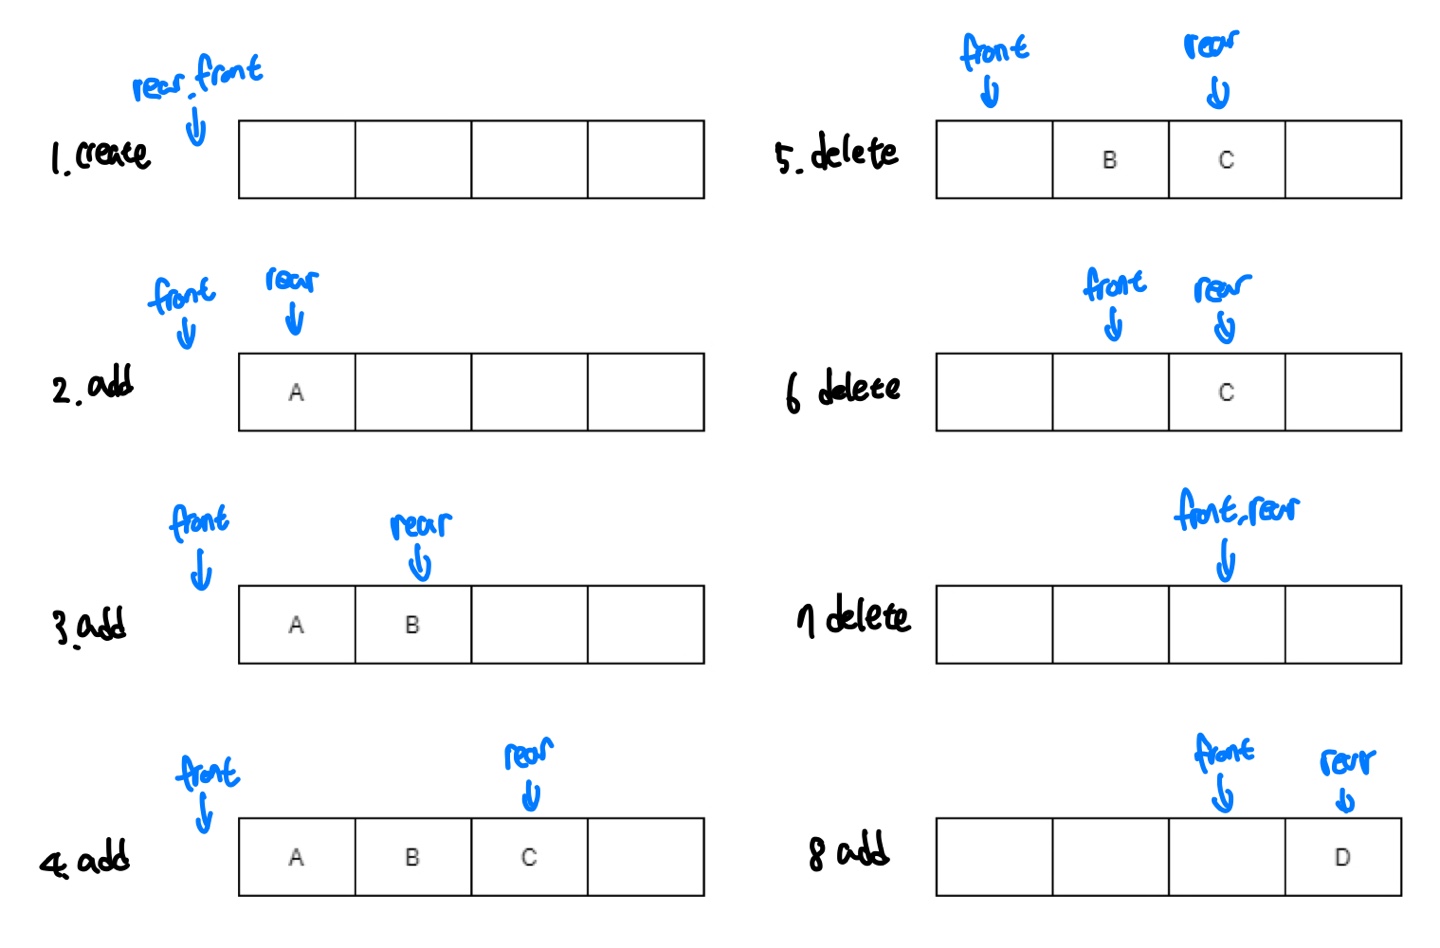 rear.front
1.create
front rear
2.add
A
front rear
3.add
A B
front rear
4.add
A B C
front rear
5.delete
B C
front rear
6 delete
C
front.rear
7 delete
front rear
8 add
D